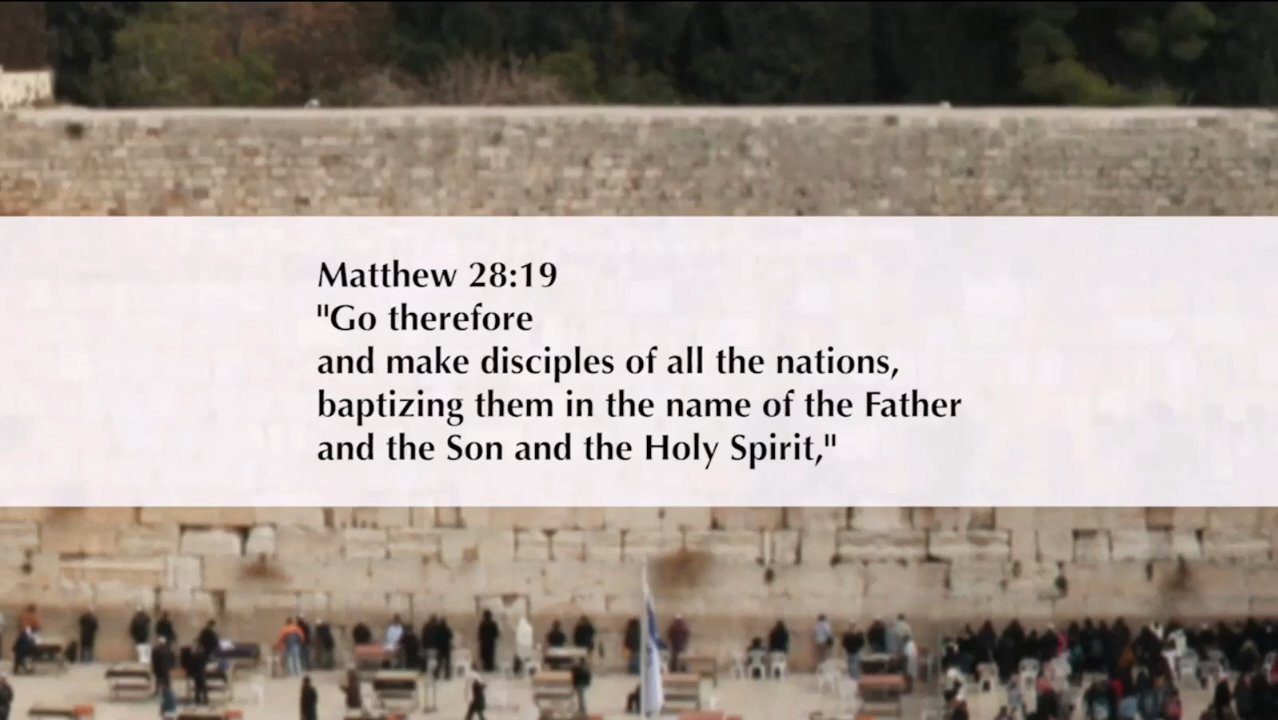 Matthew 28:19
"Go therefore
and make disciples of all the nations,
baptizing them in the name of the Father
and the Son and the Holy Spirit,"